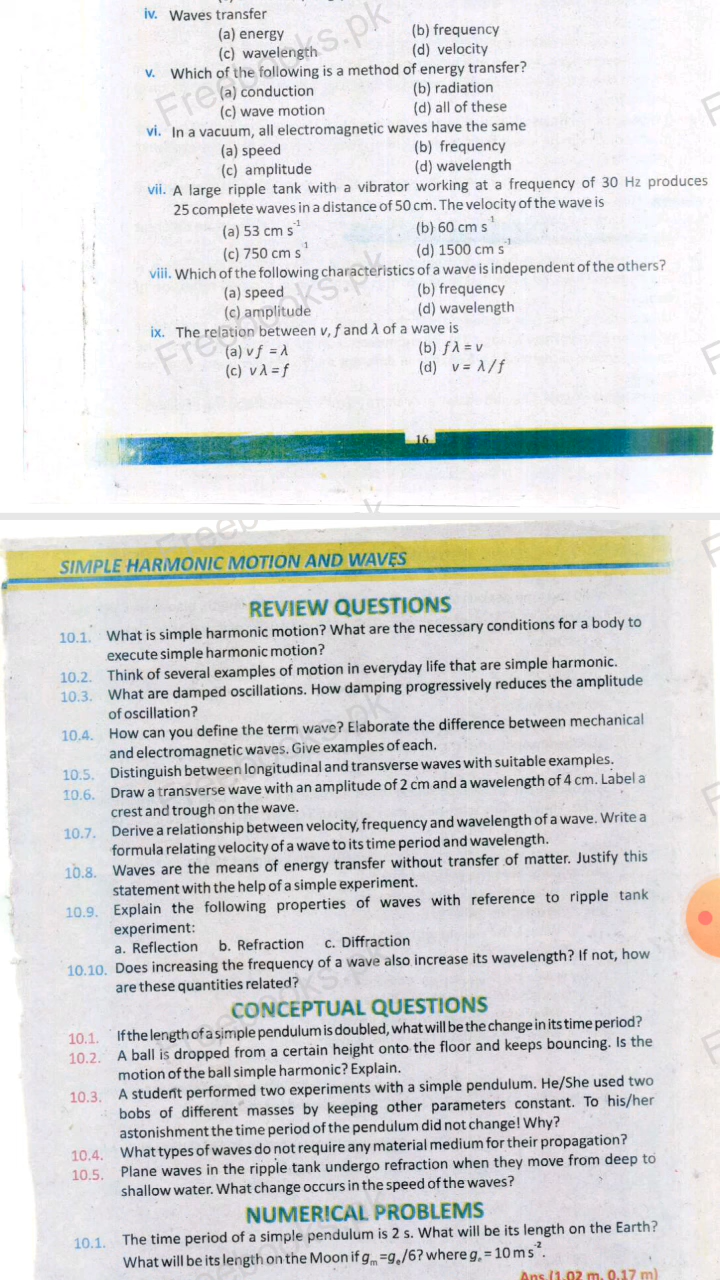 iv. Waves transfer
(a) energy (b) frequency
(c) wavelength (d) velocity
v. Which of the following is a method of energy transfer?
(a) conduction (b) radiation
(c) wave motion (d) all of these
vi. In a vacuum, all electromagnetic waves have the same
(a) speed (b) frequency
(c) amplitude (d) wavelength
vii. A large ripple tank with a vibrator working at a frequency of 30 Hz produces
25 complete waves in a distance of 50 cm. The velocity of the wave is
(a) 53 cm s⁻¹ (b) 60 cm s⁻¹
(c) 750 cm s⁻¹ (d) 1500 cm s⁻¹
viii. Which of the following characteristics of a wave is independent of the others?
(a) speed (b) frequency
(c) amplitude (d) wavelength
ix. The relation between v, f and λ of a wave is
(a) v f = λ (b) f λ = v
(c) v λ = f (d) v = λ / f
16
SIMPLE HARMONIC MOTION AND WAVES
REVIEW QUESTIONS
10.1. What is simple harmonic motion? What are the necessary conditions for a body to
execute simple harmonic motion?
10.2. Think of several examples of motion in everyday life that are simple harmonic.
10.3. What are damped oscillations. How damping progressively reduces the amplitude
of oscillation?
10.4. How can you define the term wave? Elaborate the difference between mechanical
and electromagnetic waves. Give examples of each.
10.5. Distinguish between longitudinal and transverse waves with suitable examples.
10.6. Draw a transverse wave with an amplitude of 2 cm and a wavelength of 4 cm. Label a
crest and trough on the wave.
10.7. Derive a relationship between velocity, frequency and wavelength of a wave. Write a
formula relating velocity of a wave to its time period and wavelength.
10.8. Waves are the means of energy transfer without transfer of matter. Justify this
statement with the help of a simple experiment.
10.9. Explain the following properties of waves with reference to ripple tank
experiment:
a. Reflection b. Refraction c. Diffraction
10.10. Does increasing the frequency of a wave also increase its wavelength? If not, how
are these quantities related?
CONCEPTUAL QUESTIONS
10.1. If the length of a simple pendulum is doubled, what will be the change in its time period?
10.2. A ball is dropped from a certain height onto the floor and keeps bouncing. Is the
motion of the ball simple harmonic? Explain.
10.3. A student performed two experiments with a simple pendulum. He/She used two
bobs of different masses by keeping other parameters constant. To his/her
astonishment the time period of the pendulum did not change! Why?
10.4. What types of waves do not require any material medium for their propagation?
10.5. Plane waves in the ripple tank undergo refraction when they move from deep to
shallow water. What change occurs in the speed of the waves?
NUMERICAL PROBLEMS
10.1. The time period of a simple pendulum is 2 s. What will be its length on the Earth?
What will be its length on the Moon if gₘ =gₑ/6? where gₑ = 10 m s⁻².
Ans.(1.02 m, 0.17 m)
Freebooks.pk